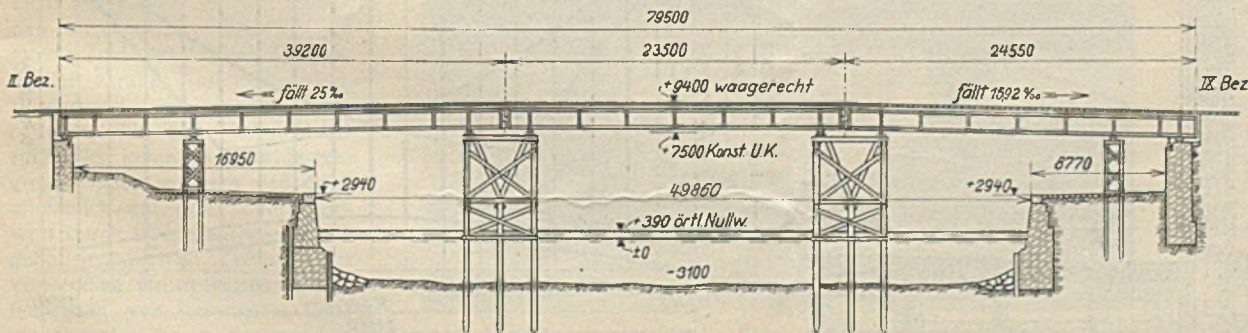 79500
39200 23500 24550
II. Bez. fällt 25 ‰ +9400 waagerecht fällt 15,92 ‰ IX. Bez.
+7500 Konst. U.K.
16950 8770
+2940 49860 +2940
+390 örtl. Nullw.
±0
-3100